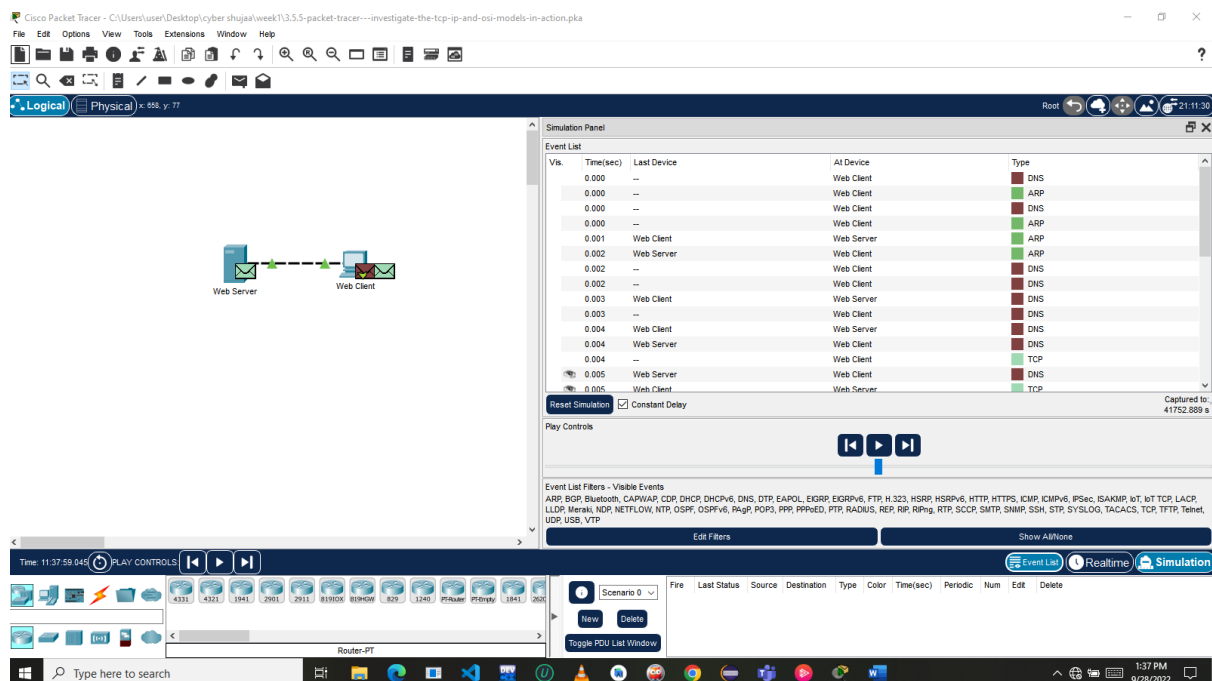 Cisco Packet Tracer - C:\Users\user\Desktop\cyber shujaa\week1\3.5.5-packet-tracer---investigate-the-tcp-ip-and-osi-models-in-action.pka
File Edit Options View Tools Extensions Window Help
?
Logical Physical x: 658, y: 77 Root 21:11:30
Simulation Panel
Event List
Vis. Time(sec) Last Device At Device Type
0.000 -- Web Client DNS
0.000 -- Web Client ARP
0.000 -- Web Client DNS
0.000 -- Web Client ARP
0.001 Web Client Web Server ARP
0.002 Web Server Web Client ARP
0.002 -- Web Client DNS
0.002 -- Web Client DNS
0.003 Web Client Web Server DNS
0.003 -- Web Client DNS
0.004 Web Client Web Server DNS
0.004 Web Server Web Client DNS
0.004 -- Web Client TCP
0.005 Web Server Web Client DNS
0.005 Web Client Web Server TCP
Web Server
Web Client
Reset Simulation Constant Delay Captured to:
41752.889 s
Play Controls
Event List Filters - Visible Events
ARP, BGP, Bluetooth, CAPWAP, CDP, DHCP, DHCPv6, DNS, DTP, EAPOL, EIGRP, EIGRPv6, FTP, H.323, HSRP, HSRPv6, HTTP, HTTPS, ICMP, ICMPv6, IPSec, ISAKMP, IoT, IoT TCP, LACP,
LLDP, Meraki, NDP, NETFLOW, NTP, OSPF, OSPFv6, PAgP, POP3, PPP, PPPoED, PTP, RADIUS, REP, RIP, RIPng, RTP, SCCP, SMTP, SNMP, SSH, STP, SYSLOG, TACACS, TCP, TFTP, Telnet,
UDP, USB, VTP
Edit Filters Show All/None
Time: 11:37:59.045 PLAY CONTROLS: Event List Realtime Simulation
4331 4321 1941 2901 2911 819IOX 819HGW 829 1240 PT-Router PT-Empty 1841
Router-PT
Scenario 0
New Delete
Toggle PDU List Window
Fire Last Status Source Destination Type Color Time(sec) Periodic Num Edit Delete
Type here to search
DEV
1:37 PM
9/28/2022